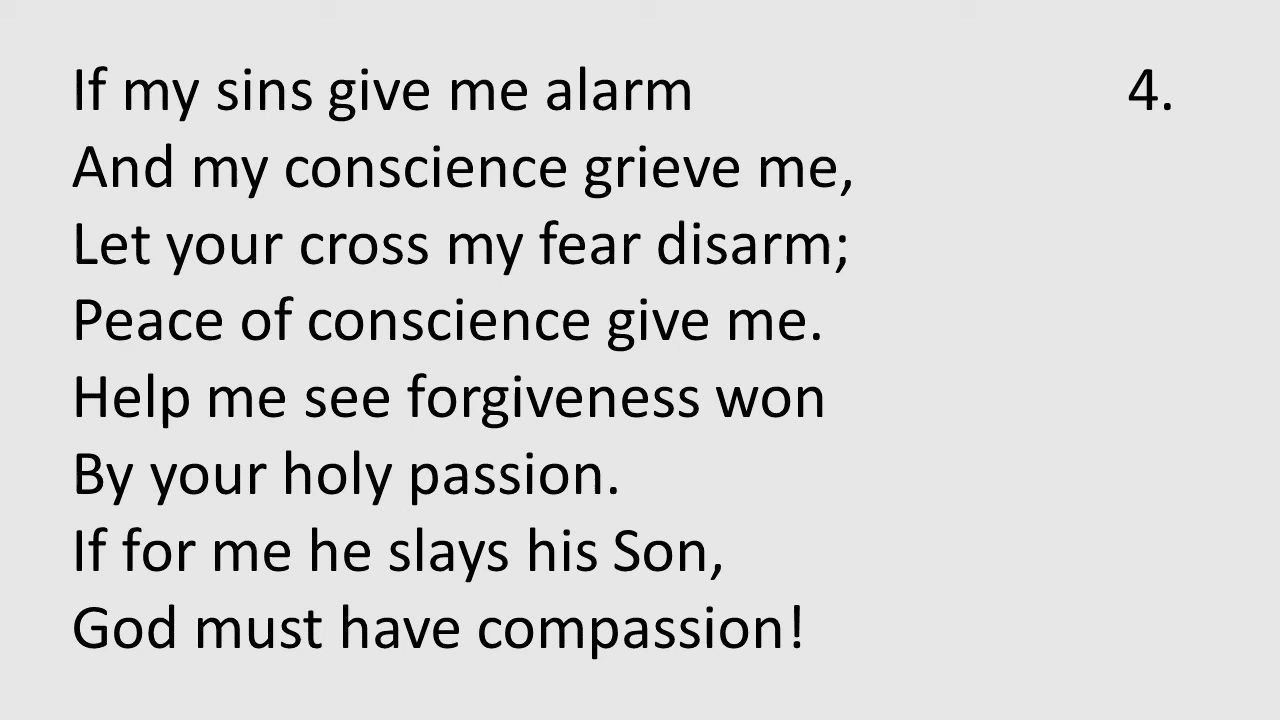 If my sins give me alarm 4.
And my conscience grieve me,
Let your cross my fear disarm;
Peace of conscience give me.
Help me see forgiveness won
By your holy passion.
If for me he slays his Son,
God must have compassion!